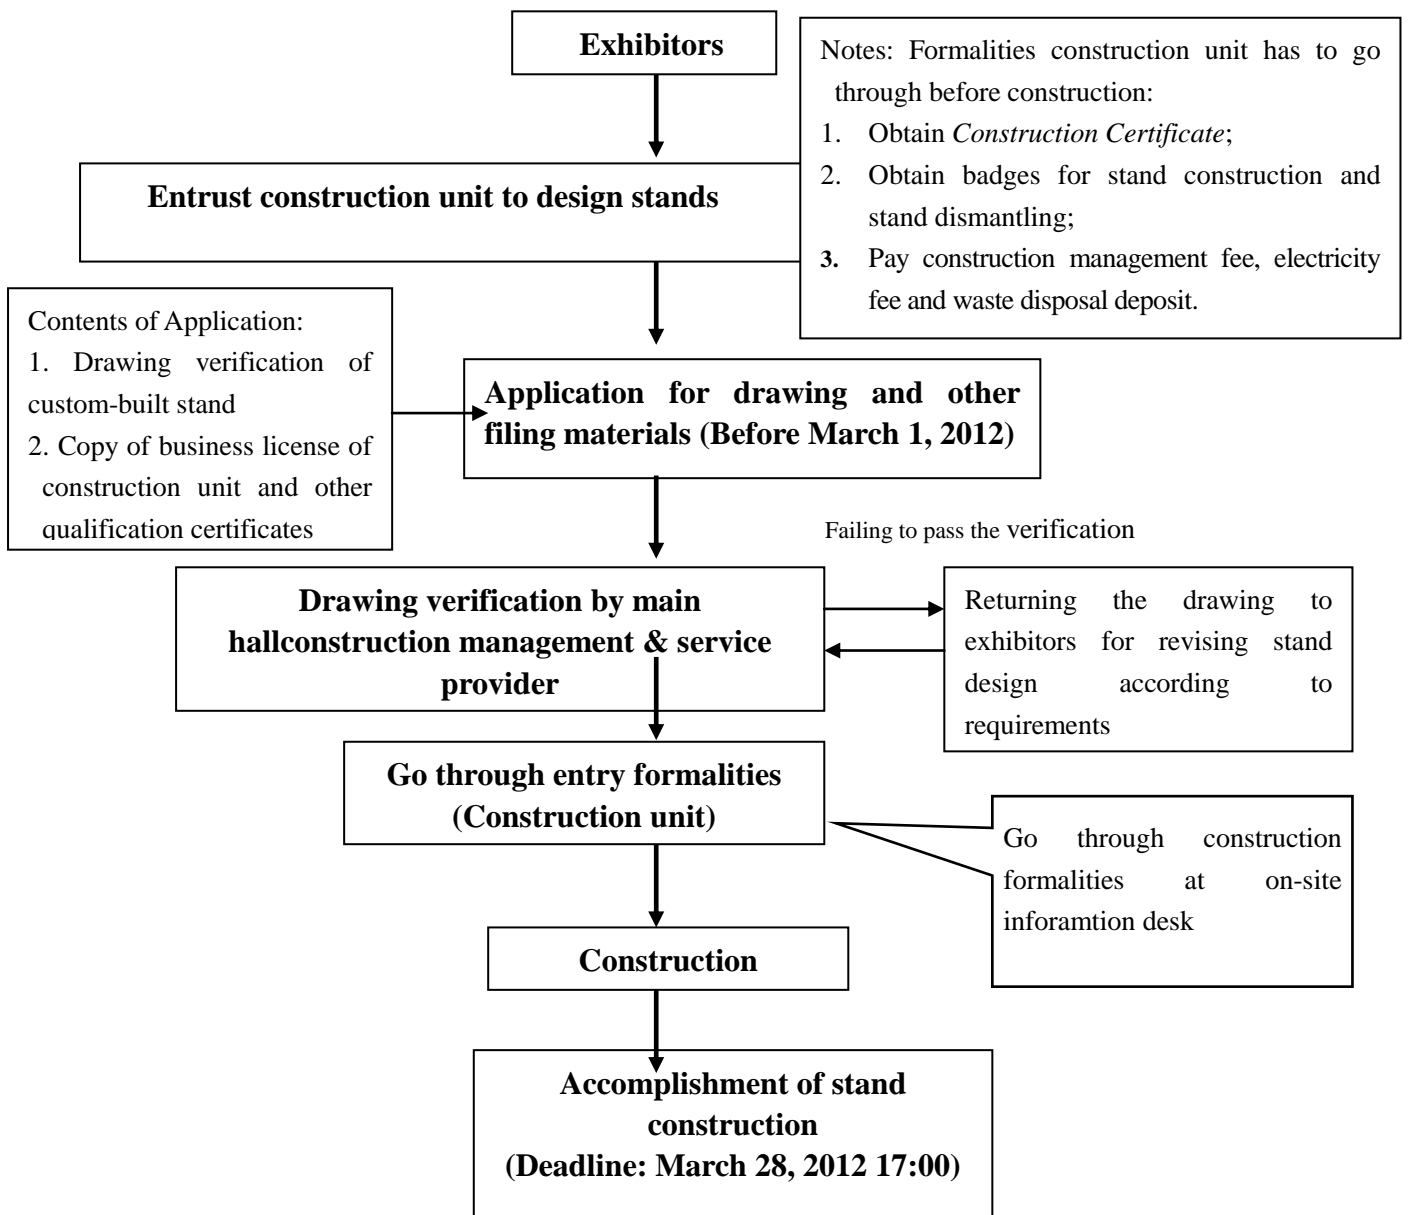 Exhibitors
Notes: Formalities construction unit has to go
through before construction:
1. Obtain Construction Certificate;
2. Obtain badges for stand construction and
stand dismantling;
3. Pay construction management fee, electricity
fee and waste disposal deposit.
Entrust construction unit to design stands
Contents of Application:
1. Drawing verification of
custom-built stand
2. Copy of business license of
construction unit and other
qualification certificates
Application for drawing and other
filing materials (Before March 1, 2012)
Failing to pass the verification
Drawing verification by main
hallconstruction management & service
provider
Returning the drawing to
exhibitors for revising stand
design according to
requirements
Go through entry formalities
(Construction unit)
Go through construction
formalities at on-site
inforamtion desk
Construction
Accomplishment of stand
construction
(Deadline: March 28, 2012 17:00)